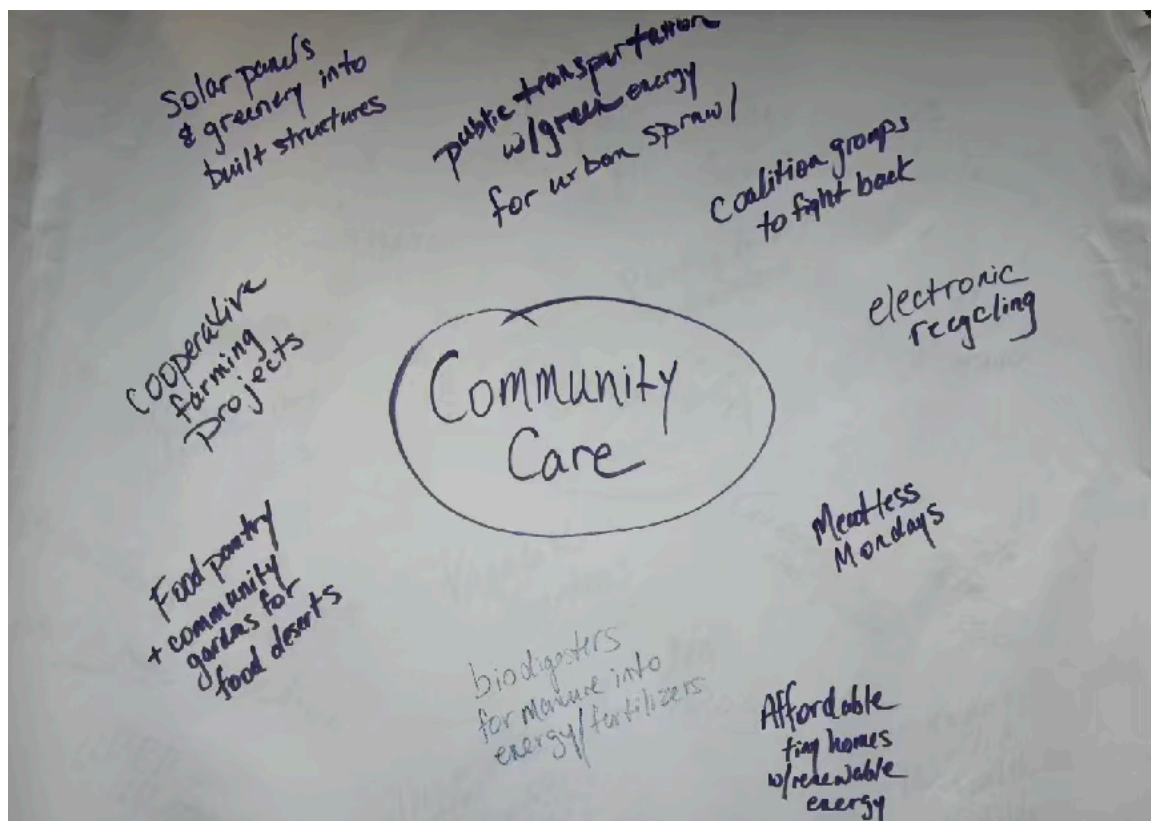 Solar panels
& greenery into
built structures
public transportation
w/green energy
for urban sprawl
Coalition groups
to fight back
electronic
recycling
Cooperative
farming
projects
Community
Care
Meatless
Mondays
Food pantry
+ community
gardens for
food deserts
biodigesters
for manure into
energy/fertilizers
Affordable
tiny homes
w/renewable
energy